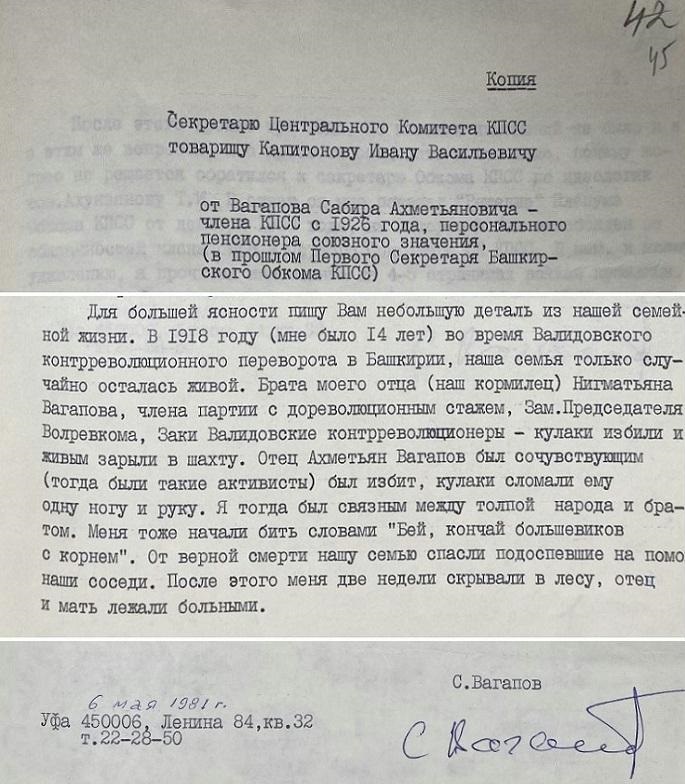 42
45
Копия
Секретарю Центрального Комитета КПСС
товарищу Капитонову Ивану Васильевичу
от Вагапова Сабира Ахметьяновича –
члена КПСС с 1926 года, персонального
пенсионера союзного значения,
(в прошлом Первого Секретаря Башкир-
ского Обкома КПСС)
Для большей ясности пишу Вам небольшую деталь из нашей семей-
ной жизни. В 1918 году (мне было 14 лет) во время Валидовского
контрреволюционного переворота в Башкирии, наша семья только слу-
чайно осталась живой. Брата моего отца (наш кормилец) Нигматьяна
Вагапова, члена партии с дореволюционным стажем, Зам.Председателя
Волревкома, Заки Валидовские контрреволюционеры – кулаки избили и
живым зарыли в шахту. Отец Ахметьян Вагапов был сочувствующим
(тогда были такие активисты) был избит, кулаки сломали ему
одну ногу и руку. Я тогда был связным между толпой народа и бра-
том. Меня тоже начали бить словами "Бей, кончай большевиков
с корнем". От верной смерти нашу семью спасли подоспевшие на помо
наши соседи. После этого меня две недели скрывали в лесу, отец
и мать лежали больными.
С.Вагапов
6 мая 1981г.
Уфа 450006, Ленина 84,кв.32
т.22-28-50
С Вагапов